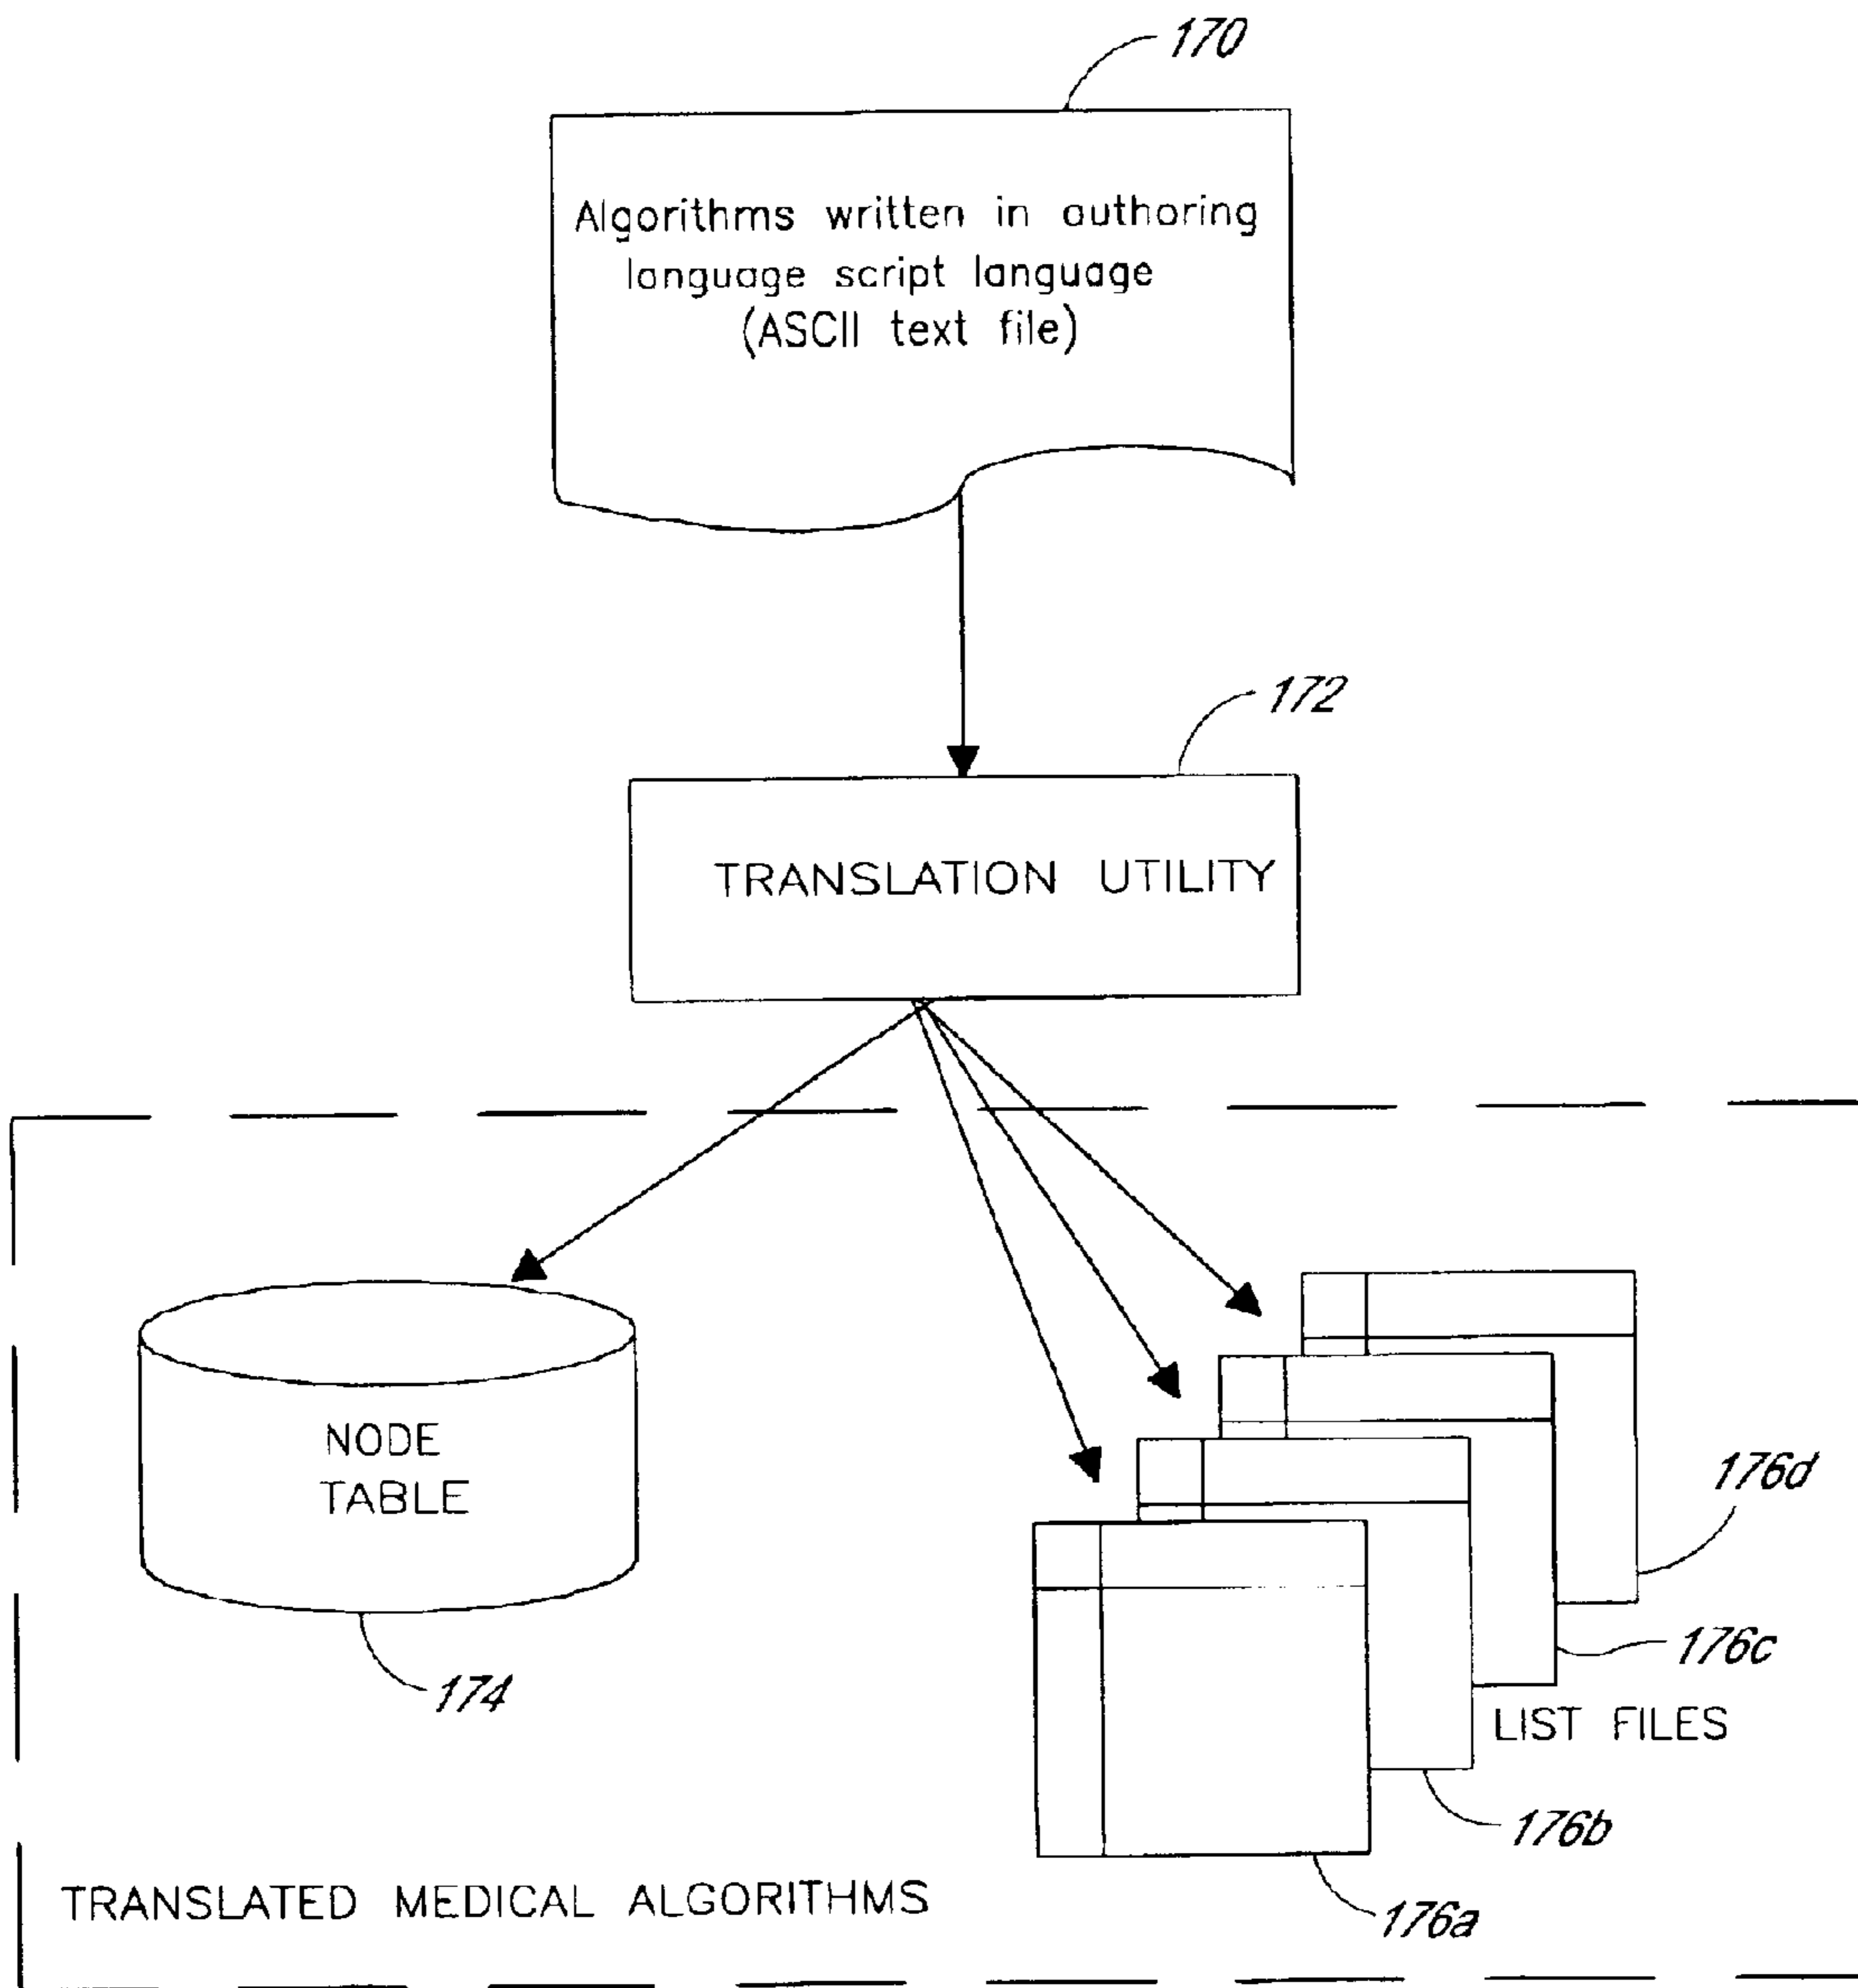 170
Algorithms written in authoring
language script language
(ASCII text file)
172
TRANSLATION UTILITY
NODE
TABLE
174
176d
176c
LIST FILES
176b
176a
TRANSLATED MEDICAL ALGORITHMS